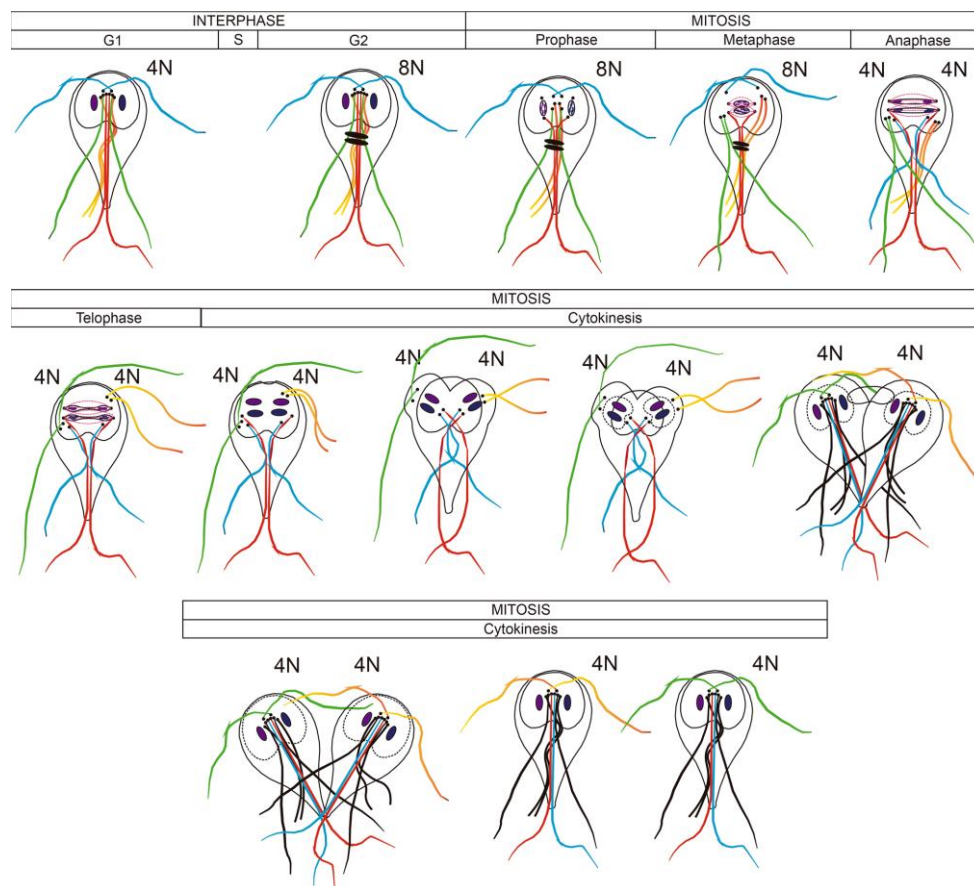 INTERPHASE MITOSIS
G1 S G2 Prophase Metaphase Anaphase
4N 8N 8N 8N 4N 4N
MITOSIS
Telophase Cytokinesis
4N 4N 4N 4N 4N 4N 4N 4N 4N 4N
MITOSIS
Cytokinesis
4N 4N 4N 4N